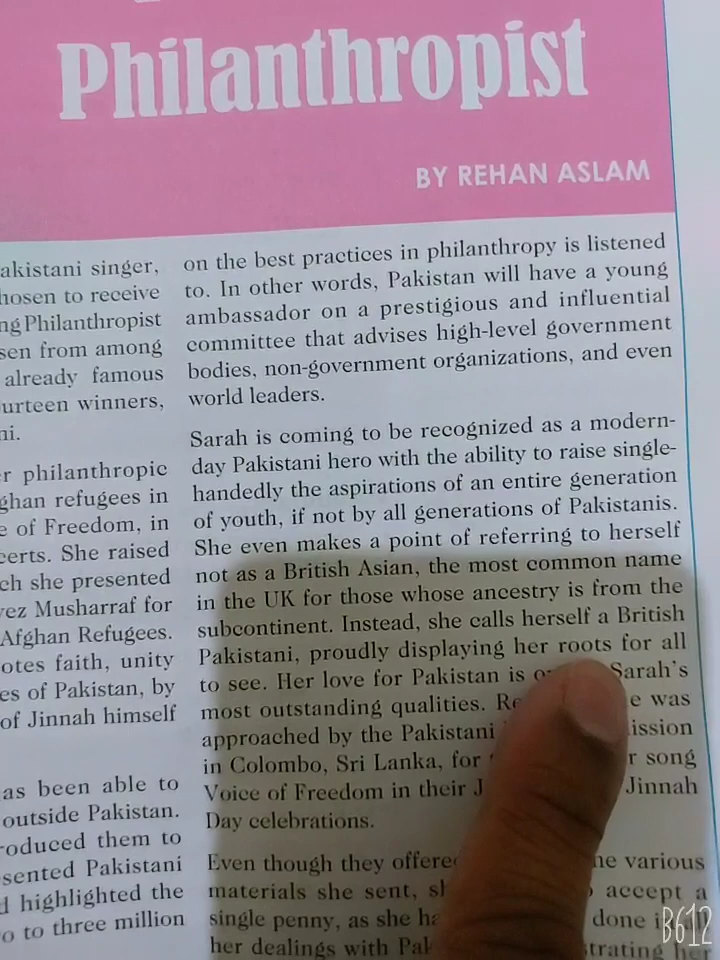 Philanthropist
BY REHAN ASLAM
akistani singer,
hosen to receive
ng Philanthropist
sen from among
already famous
urteen winners,
ni.
r philanthropic
ghan refugees in
e of Freedom, in
certs. She raised
ch she presented
vez Musharraf for
Afghan Refugees.
otes faith, unity
es of Pakistan, by
of Jinnah himself
as been able to
outside Pakistan.
roduced them to
sented Pakistani
d highlighted the
o to three million
on the best practices in philanthropy is listened
to. In other words, Pakistan will have a young
ambassador on a prestigious and influential
committee that advises high-level government
bodies, non-government organizations, and even
world leaders.
Sarah is coming to be recognized as a modern-
day Pakistani hero with the ability to raise single-
handedly the aspirations of an entire generation
of youth, if not by all generations of Pakistanis.
She even makes a point of referring to herself
not as a British Asian, the most common name
in the UK for those whose ancestry is from the
subcontinent. Instead, she calls herself a British
Pakistani, proudly displaying her roots for all
to see. Her love for Pakistan is Sarah's
most outstanding qualities. Re e was
approached by the Pakistani ission
in Colombo, Sri Lanka, for r song
Voice of Freedom in their J Jinnah
Day celebrations.
Even though they offere he various
materials she sent, sh accept a
single penny, as she ha done i
her dealings with Pak trating her
B612